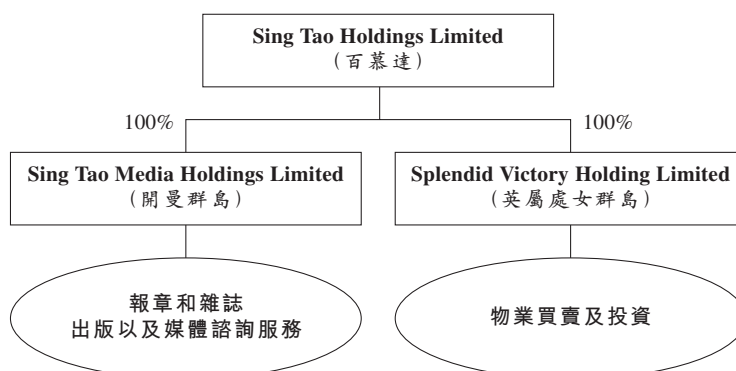 Sing Tao Holdings Limited
(百慕達)
100%
100%
Sing Tao Media Holdings Limited
(開曼群島)
Splendid Victory Holding Limited
(英屬處女群島)
報章和雜誌
出版以及媒體諮詢服務
物業買賣及投資